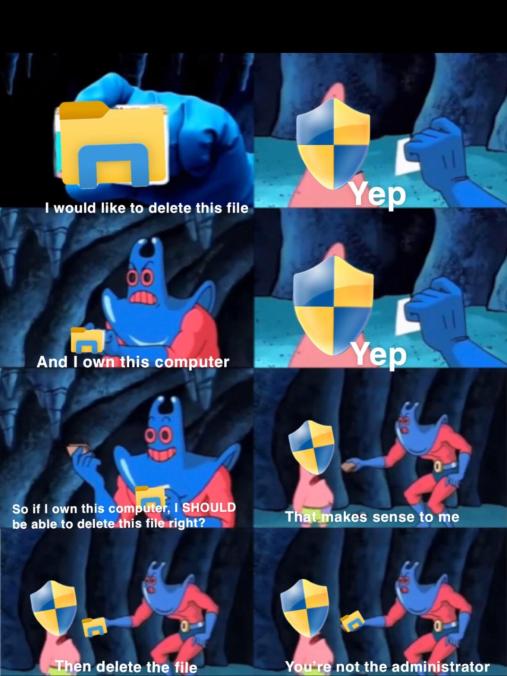 I would like to delete this file
Yep
And I own this computer
Yep
So if I own this computer, I SHOULD
be able to delete this file right?
That makes sense to me
Then delete the file
You're not the administrator